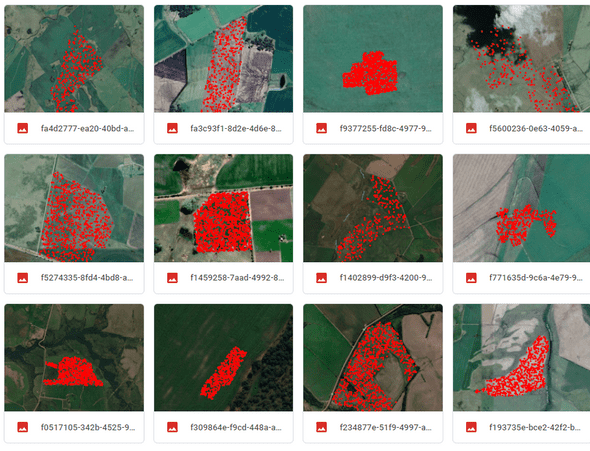 fa4d2777-ea20-40bd-a...
fa3c93f1-8d2e-4d6e-8...
f9377255-fd8c-4977-9...
f5600236-0e63-4059-a...
f5274335-8fd4-4bd8-a...
f1459258-7aad-4992-8...
f1402899-d9f3-4200-9...
f771635d-9c6a-4e79-9...
f0517105-342b-4525-9...
f309864e-f9cd-448a-a...
f234877e-51f9-4997-a...
f193735e-bce2-42f2-b...